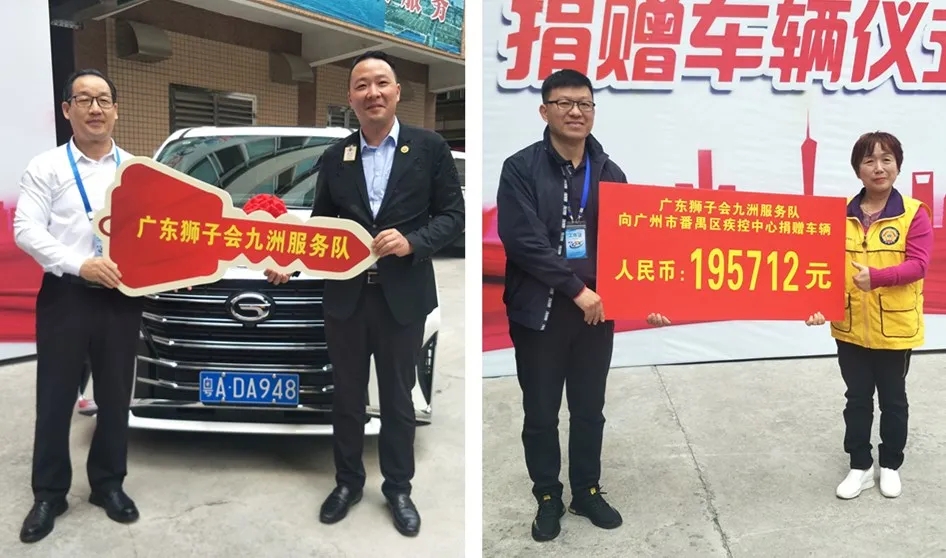 服务
广东狮子会九洲服务队
粤A·DA948
捐赠车辆仪式
广东狮子会九洲服务队
向广州市番禺区疾控中心捐赠车辆
人民币：195712元